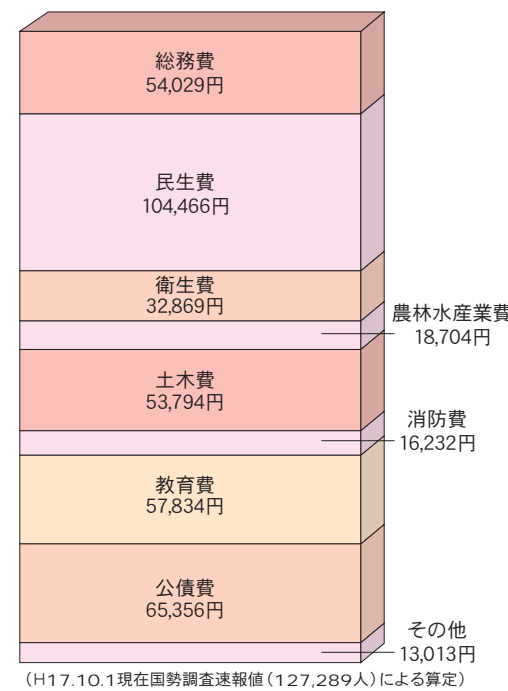 総務費
54,029円
民生費
104,466円
衛生費
32,869円
農林水産業費
18,704円
土木費
53,794円
消防費
16,232円
教育費
57,834円
公債費
65,356円
その他
13,013円
（H17.10.1現在国勢調査速報値（127,289人）による算定）